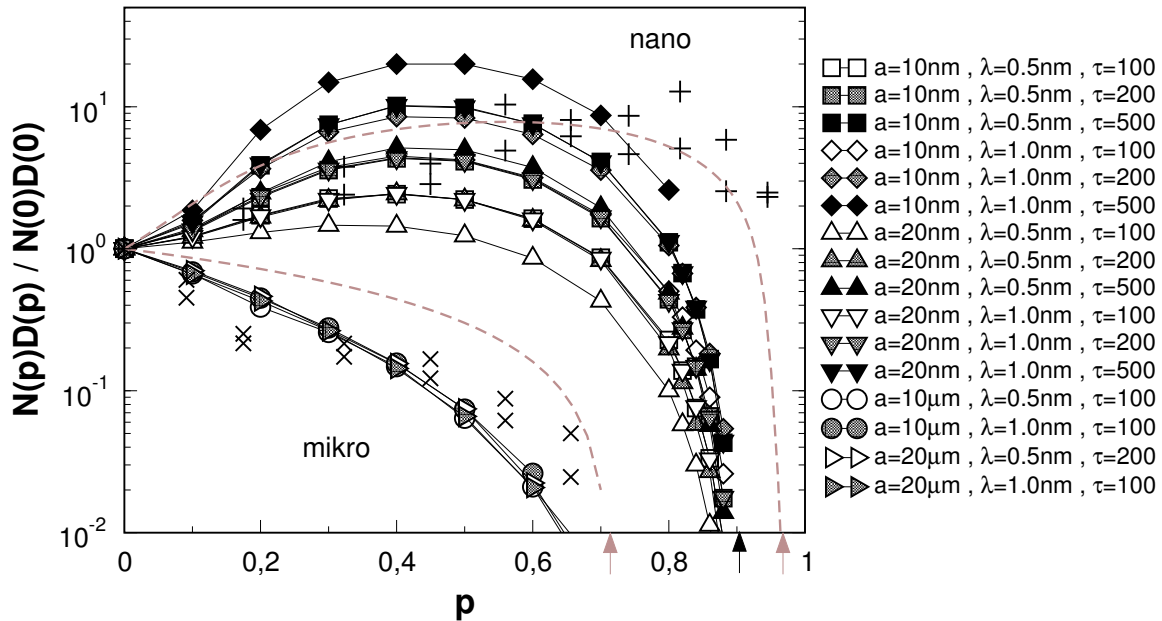 N(p)D(p) / N(0)D(0)
10^1
10^0
10^-1
10^-2
nano
mikro
0
0,2
0,4
0,6
0,8
1
p
a=10nm , λ=0.5nm , τ=100
a=10nm , λ=0.5nm , τ=200
a=10nm , λ=0.5nm , τ=500
a=10nm , λ=1.0nm , τ=100
a=10nm , λ=1.0nm , τ=200
a=10nm , λ=1.0nm , τ=500
a=20nm , λ=0.5nm , τ=100
a=20nm , λ=0.5nm , τ=200
a=20nm , λ=0.5nm , τ=500
a=20nm , λ=1.0nm , τ=100
a=20nm , λ=1.0nm , τ=200
a=20nm , λ=1.0nm , τ=500
a=10μm , λ=0.5nm , τ=100
a=10μm , λ=1.0nm , τ=100
a=20μm , λ=0.5nm , τ=200
a=20μm , λ=1.0nm , τ=100